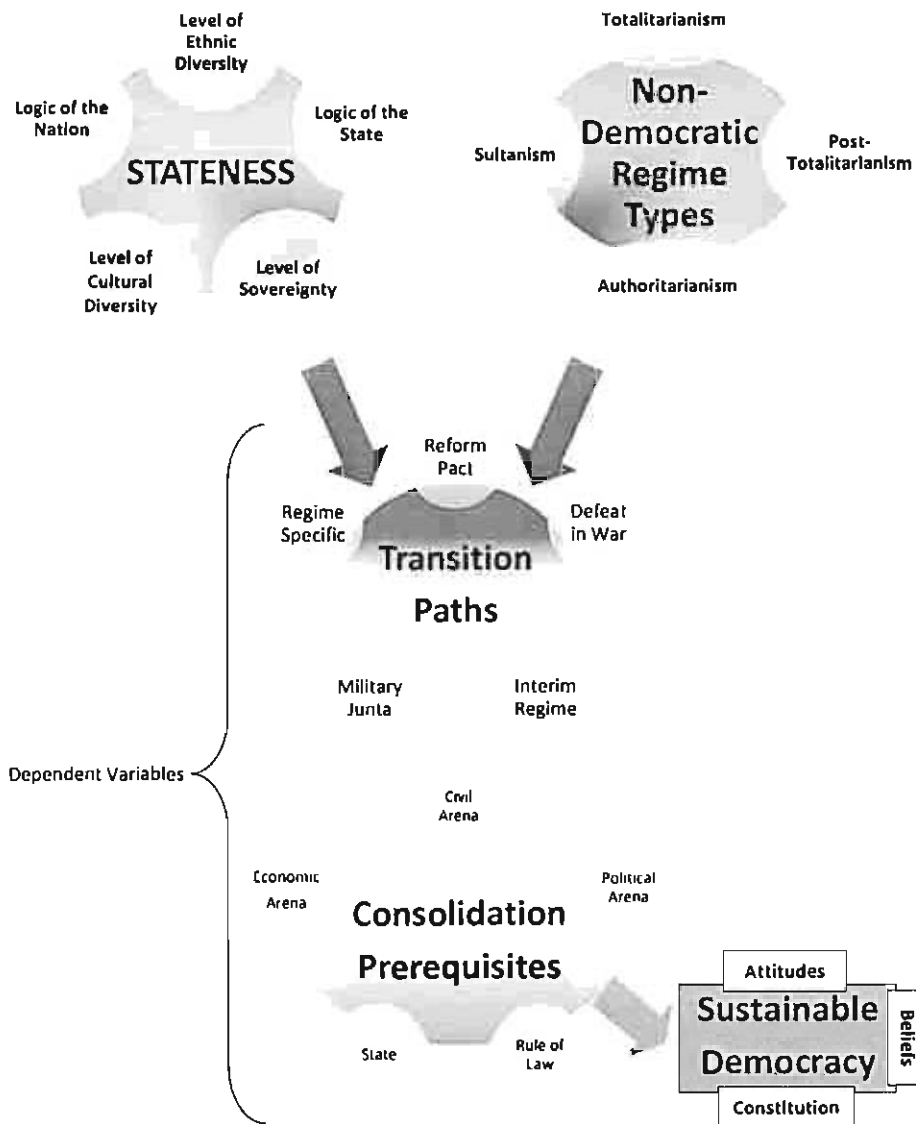 Level of
Ethnic
Diversity
Logic of the
Nation
Logic of the
State
STATENESS
Level of
Cultural
Diversity
Level of
Sovereignty
Totalitarianism
Non-
Democratic
Regime
Types
Sultanism
Post-
Totalitarianism
Authoritarianism
Reform
Pact
Regime
Specific
Defeat
in War
Transition
Paths
Military
Junta
Interim
Regime
Dependent Variables
Civil
Arena
Economic
Arena
Political
Arena
Consolidation
Prerequisites
State
Rule of
Law
Attitudes
Sustainable
Democracy
Beliefs
Constitution